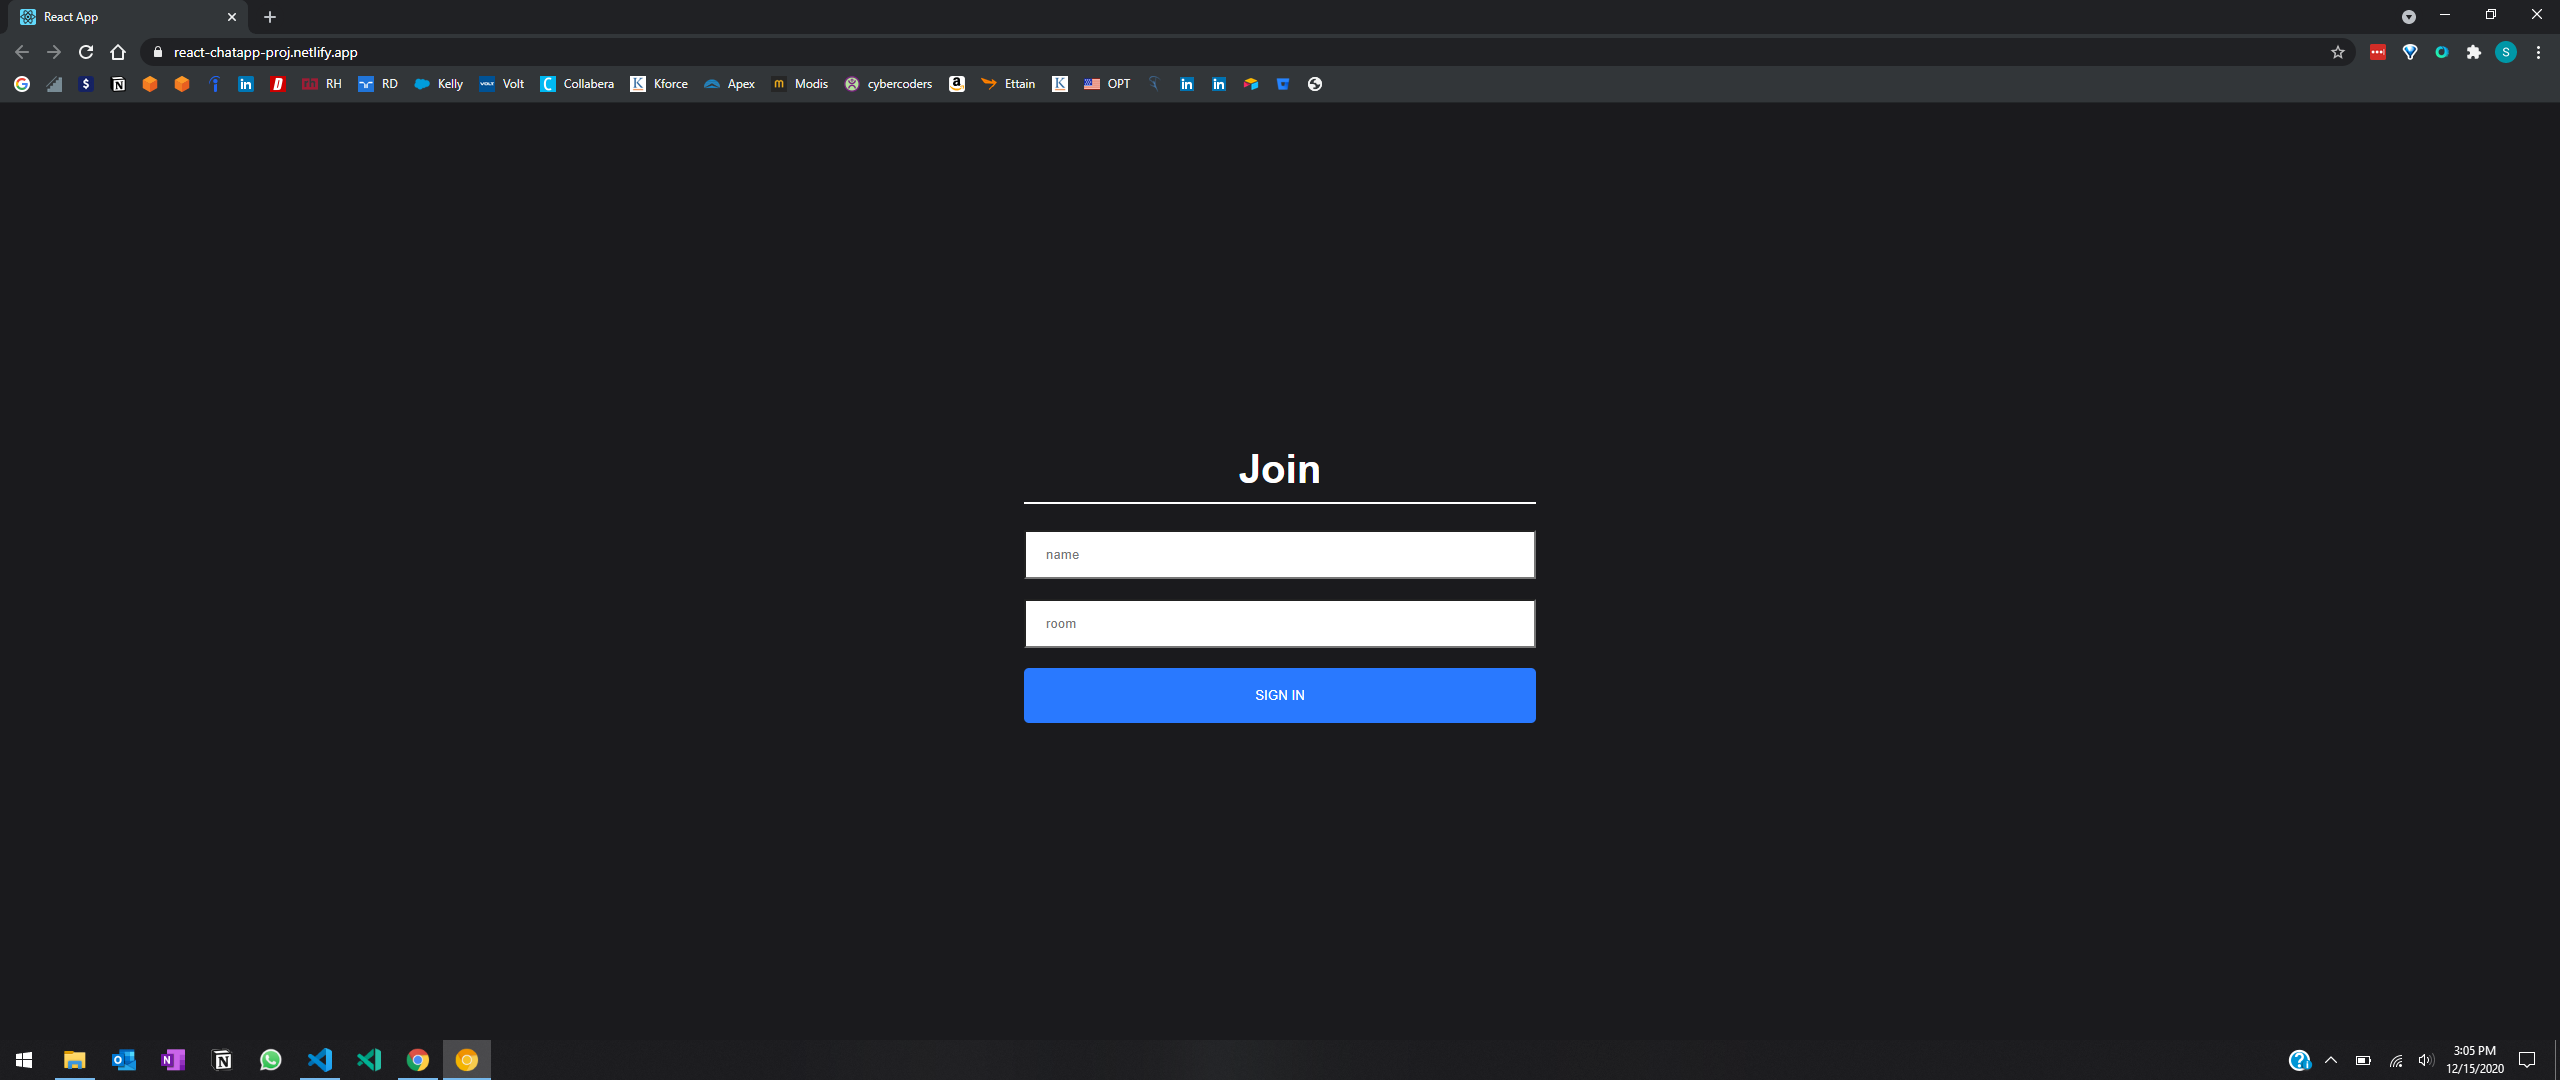 React App
react-chatapp-proj.netlify.app
S
RH
RD
Kelly
VOLT
Volt
Collabera
Kforce
Apex
Modis
cybercoders
Ettain
OPT
Join
name
room
SIGN IN
3:05 PM
12/15/2020